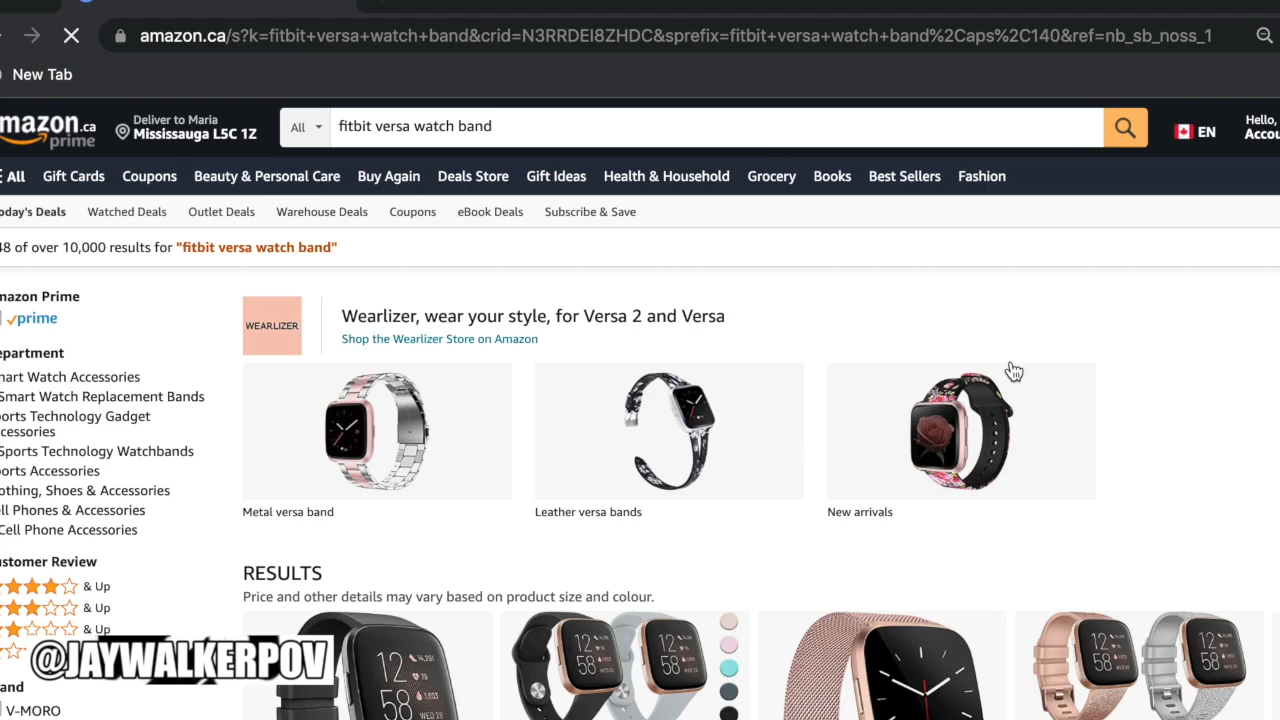 amazon.ca/s?k=fitbit+versa+watch+band&crid=N3RRDEI8ZHDC&sprefix=fitbit+versa+watch+band%2Caps%2C140&ref=nb_sb_noss_1
New Tab
mazon.ca
prime
Deliver to Maria
Mississauga L5C 1Z
All
fitbit versa watch band
EN
Hello,
Accou
All
Gift Cards
Coupons
Beauty & Personal Care
Buy Again
Deals Store
Gift Ideas
Health & Household
Grocery
Books
Best Sellers
Fashion
oday's Deals
Watched Deals
Outlet Deals
Warehouse Deals
Coupons
eBook Deals
Subscribe & Save
48 of over 10,000 results for "fitbit versa watch band"
mazon Prime
prime
epartment
mart Watch Accessories
Smart Watch Replacement Bands
orts Technology Gadget
ccessories
Sports Technology Watchbands
orts Accessories
othing, Shoes & Accessories
ell Phones & Accessories
Cell Phone Accessories
ustomer Review
& Up
& Up
& Up
and
V-MORO
WEARLIZER
Wearlizer, wear your style, for Versa 2 and Versa
Shop the Wearlizer Store on Amazon
Metal versa band
Leather versa bands
New arrivals
RESULTS
Price and other details may vary based on product size and colour.
@JAYWALKERPOV